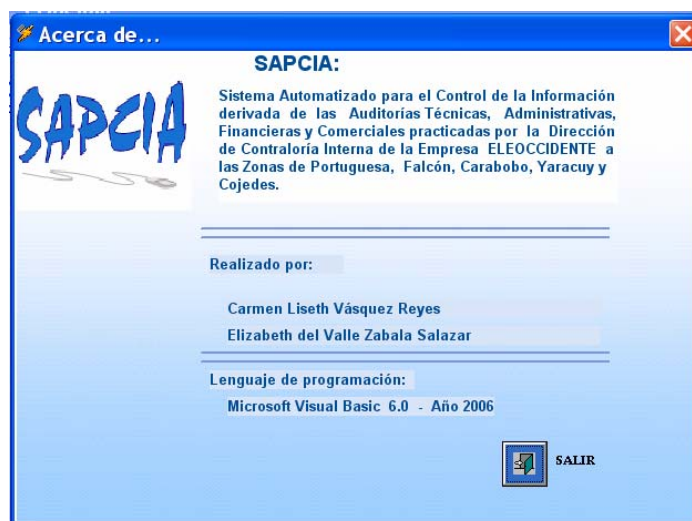 Acerca de...
SAPCIA:
SAPCIA
Sistema Automatizado para el Control de la Información
derivada de las Auditorías Técnicas, Administrativas,
Financieras y Comerciales practicadas por la Dirección
de Contraloría Interna de la Empresa ELEOCCIDENTE a
las Zonas de Portuguesa, Falcón, Carabobo, Yaracuy y
Cojedes.
Realizado por:
Carmen Liseth Vásquez Reyes
Elizabeth del Valle Zabala Salazar
Lenguaje de programación:
Microsoft Visual Basic 6.0 - Año 2006
SALIR